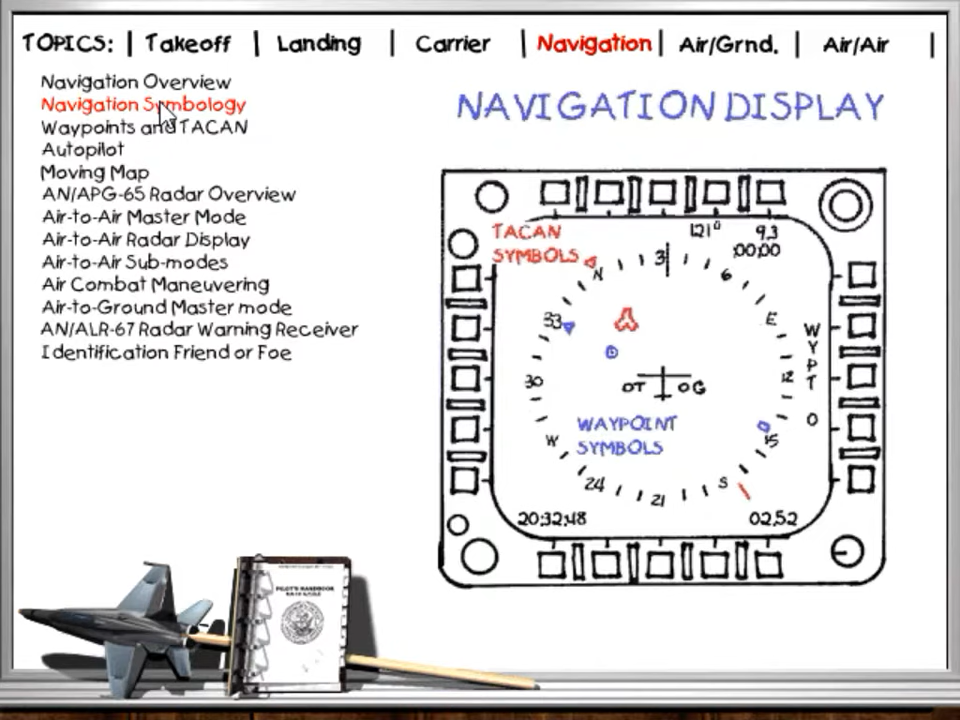 TOPICS: | Takeoff | Landing | Carrier | Navigation | Air/Grnd. | Air/Air |
Navigation Overview
Navigation Symbology
Waypoints and TACAN
Autopilot
Moving Map
AN/APG-65 Radar Overview
Air-to-Air Master Mode
Air-to-Air Radar Display
Air-to-Air Sub-modes
Air Combat Maneuvering
Air-to-Ground Master mode
AN/ALR-67 Radar Warning Receiver
Identification Friend or Foe
NAVIGATION DISPLAY
TACAN
SYMBOLS
121° 9.3
:00:00
N 3 6
33 E
30 12
W 15
24 21 S
OT OG
WYPT 0
WAYPOINT
SYMBOLS
20:32:48 02,52
PILOT'S HANDBOOK